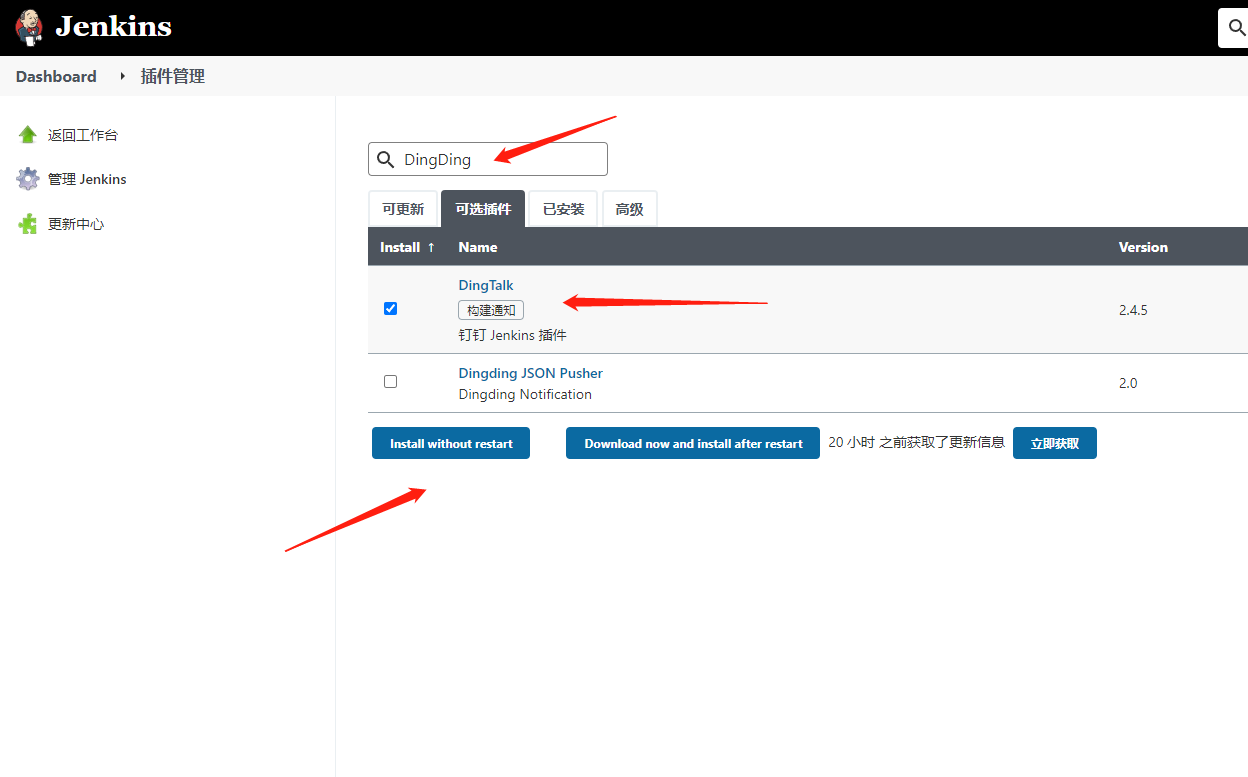 Jenkins
Dashboard 插件管理
返回工作台
管理 Jenkins
更新中心
DingDing
可更新 可选插件 已安装 高级
Install ↑ Name Version
DingTalk
构建通知
钉钉 Jenkins 插件
2.4.5
Dingding JSON Pusher
Dingding Notification
2.0
Install without restart Download now and install after restart 20 小时 之前获取了更新信息 立即获取